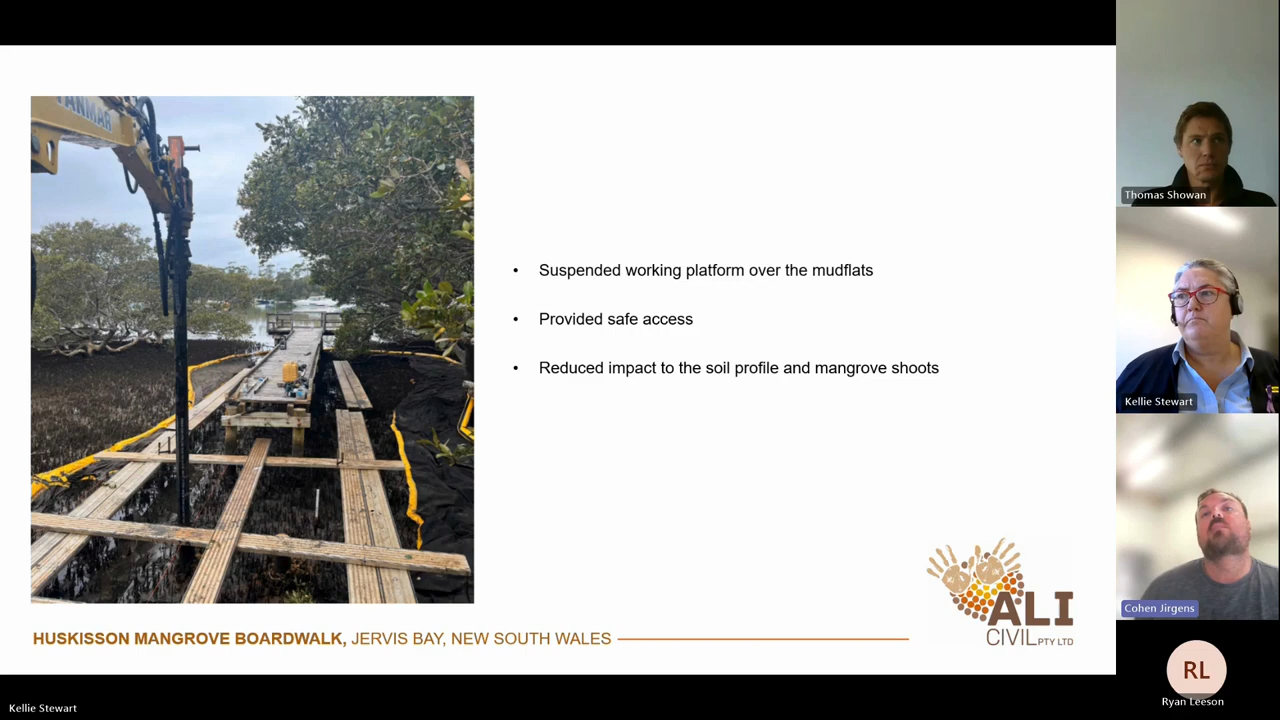 YANMAR
• Suspended working platform over the mudflats
• Provided safe access
• Reduced impact to the soil profile and mangrove shoots
ALI
CIVIL PTY LTD
HUSKISSON MANGROVE BOARDWALK, JERVIS BAY, NEW SOUTH WALES
Thomas Showan
Kellie Stewart
Cohen Jirgens
RL
Ryan Leeson
Kellie Stewart